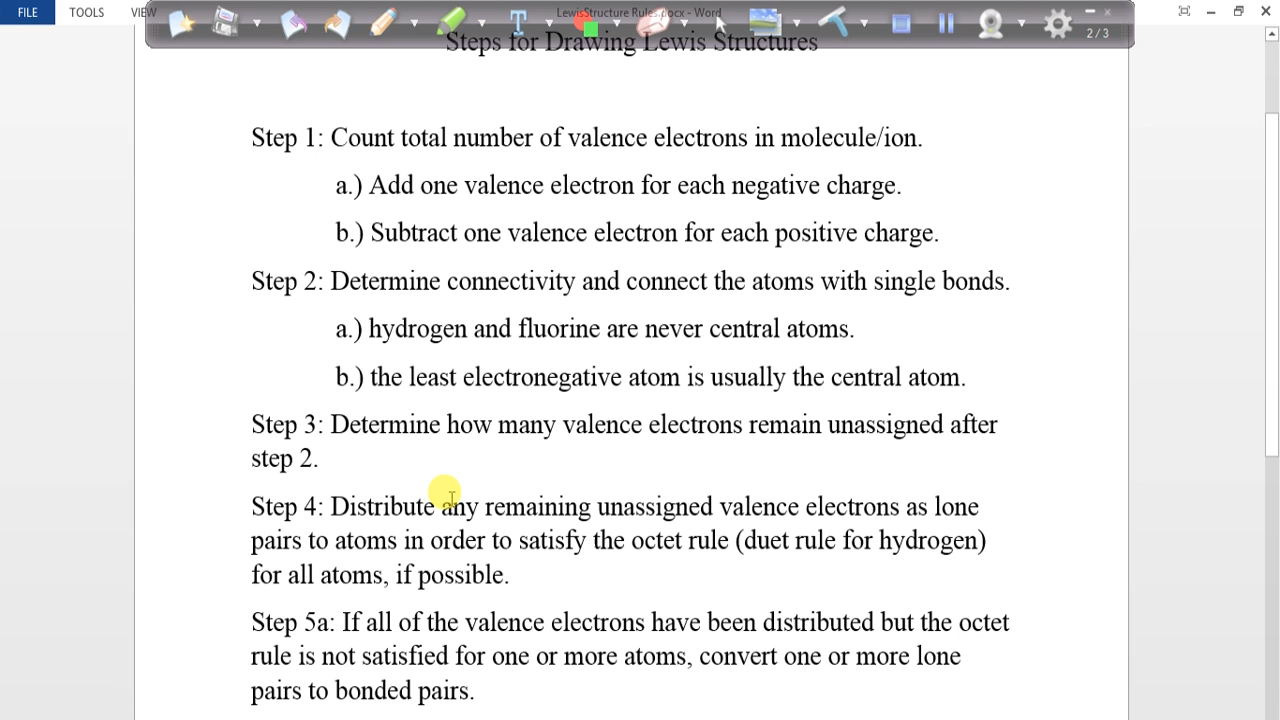 FILE TOOLS VIEW
LewisStructure Rules.docx - Word
2 / 3
Steps for Drawing Lewis Structures
Step 1: Count total number of valence electrons in molecule/ion.
a.) Add one valence electron for each negative charge.
b.) Subtract one valence electron for each positive charge.
Step 2: Determine connectivity and connect the atoms with single bonds.
a.) hydrogen and fluorine are never central atoms.
b.) the least electronegative atom is usually the central atom.
Step 3: Determine how many valence electrons remain unassigned after
step 2.
Step 4: Distribute any remaining unassigned valence electrons as lone
pairs to atoms in order to satisfy the octet rule (duet rule for hydrogen)
for all atoms, if possible.
Step 5a: If all of the valence electrons have been distributed but the octet
rule is not satisfied for one or more atoms, convert one or more lone
pairs to bonded pairs.